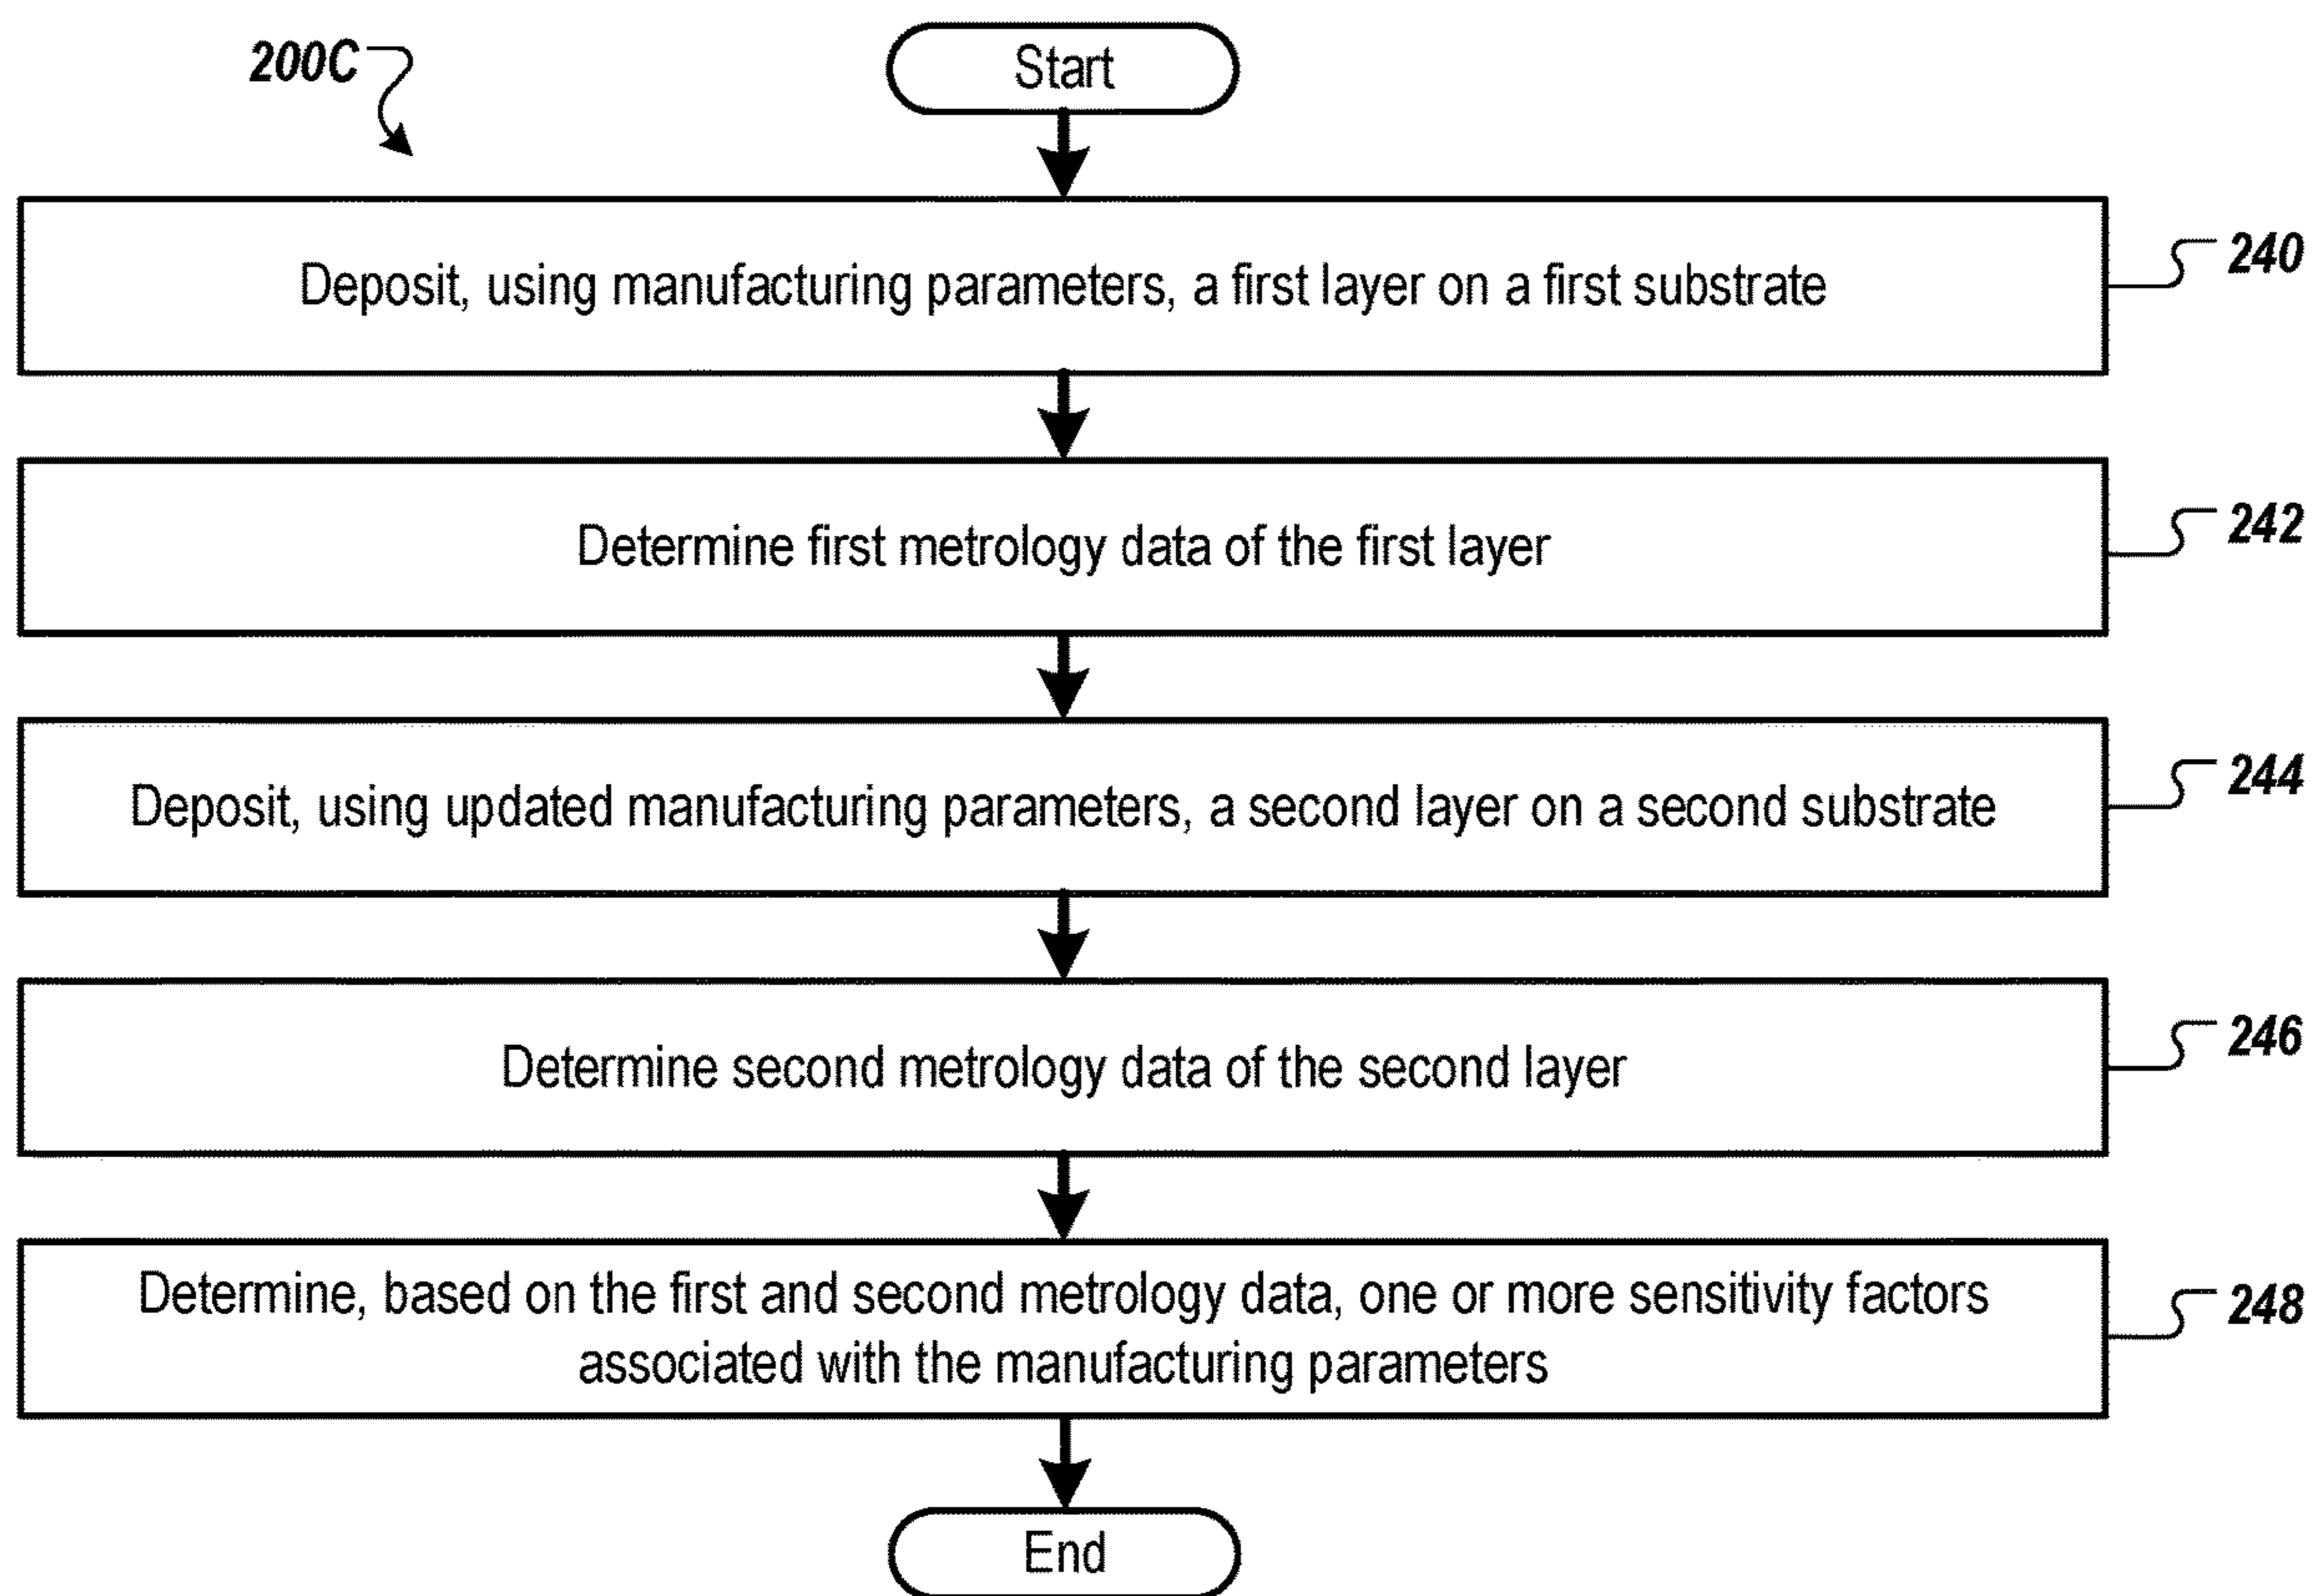 200C
Start
Deposit, using manufacturing parameters, a first layer on a first substrate
240
Determine first metrology data of the first layer
242
Deposit, using updated manufacturing parameters, a second layer on a second substrate
244
Determine second metrology data of the second layer
246
Determine, based on the first and second metrology data, one or more sensitivity factors
associated with the manufacturing parameters
248
End